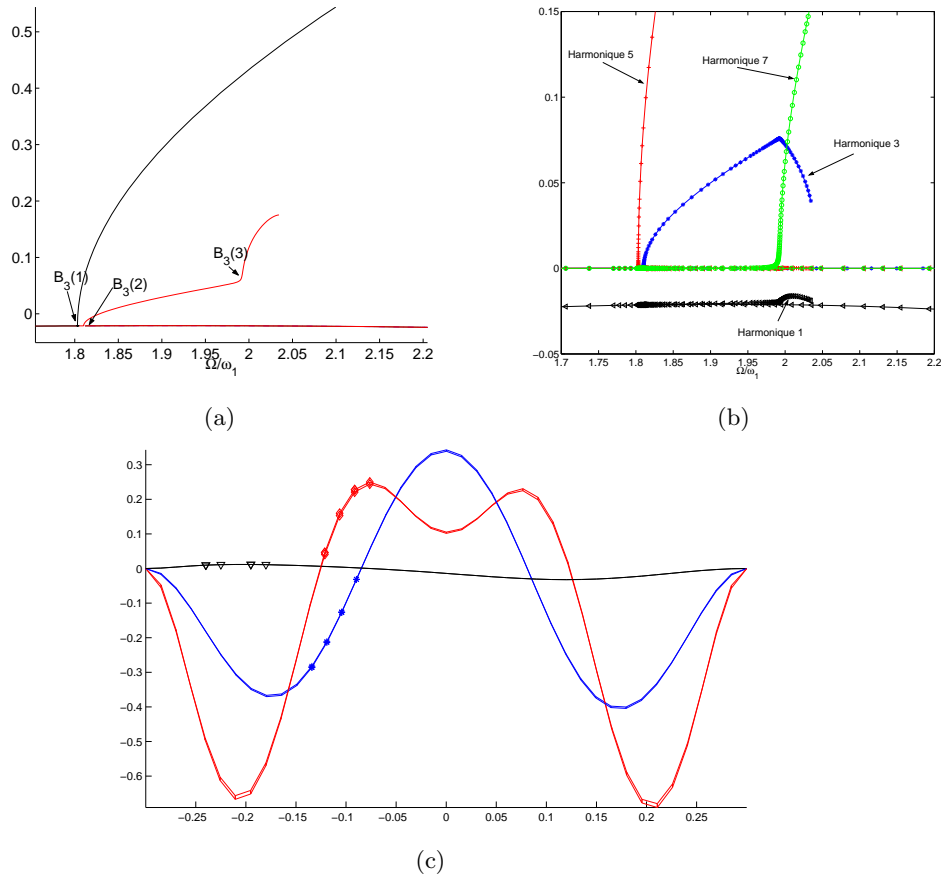 0.5
0.4
0.3
0.2
0.1
0
B3(1)
B3(2)
B3(3)
1.8 1.85 1.9 1.95 2 2.05 2.1 2.15 2.2
Ω/ω1
(a)
0.15
0.1
0.05
0
−0.05
Harmonique 5
Harmonique 7
Harmonique 3
Harmonique 1
1.7 1.75 1.8 1.85 1.9 1.95 2 2.05 2.1 2.15 2.2
Ω/ω1
(b)
0.3
0.2
0.1
0
−0.1
−0.2
−0.3
−0.4
−0.5
−0.6
−0.25 −0.2 −0.15 −0.1 −0.05 0 0.05 0.1 0.15 0.2 0.25
(c)